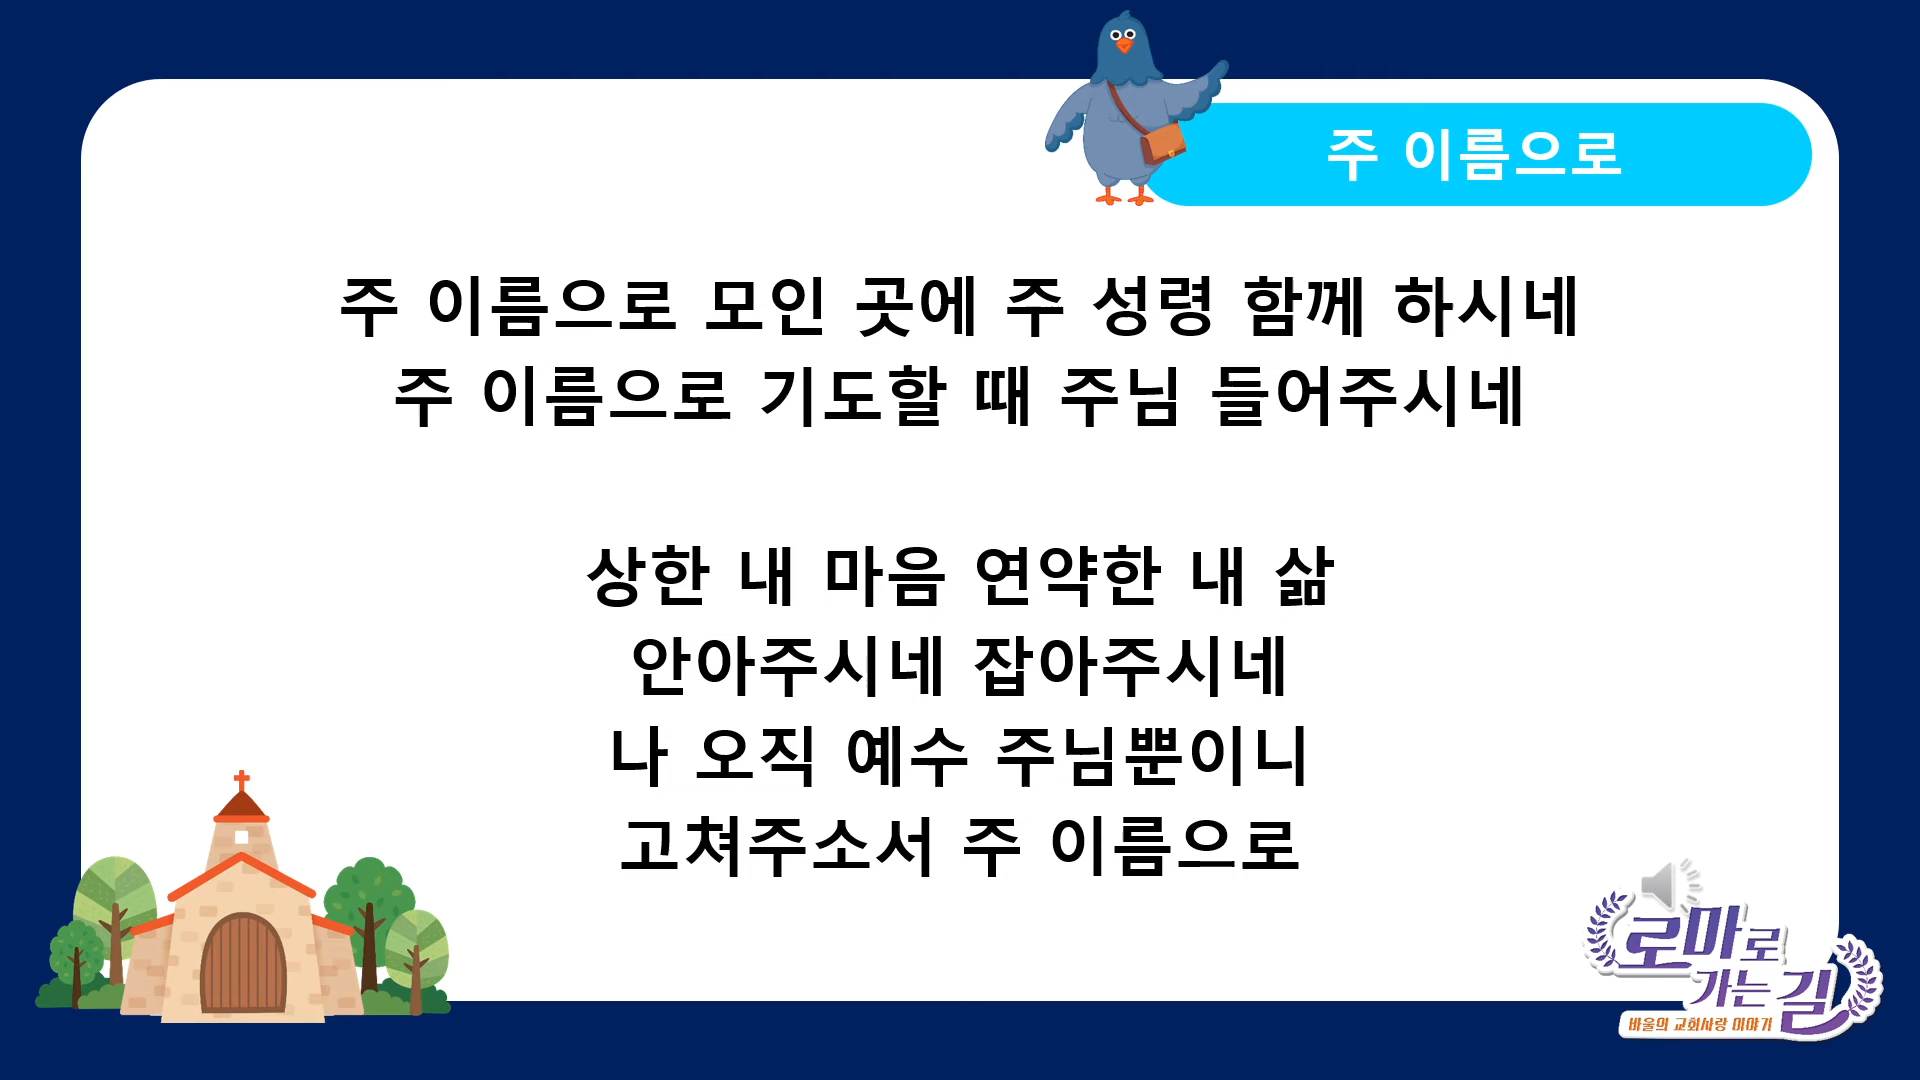 주 이름으로
주 이름으로 모인 곳에 주 성령 함께 하시네
주 이름으로 기도할 때 주님 들어주시네
상한 내 마음 연약한 내 삶
안아주시네 잡아주시네
나 오직 예수 주님뿐이니
고쳐주소서 주 이름으로
로마로
가는 길
바울의 교회사랑 이야기